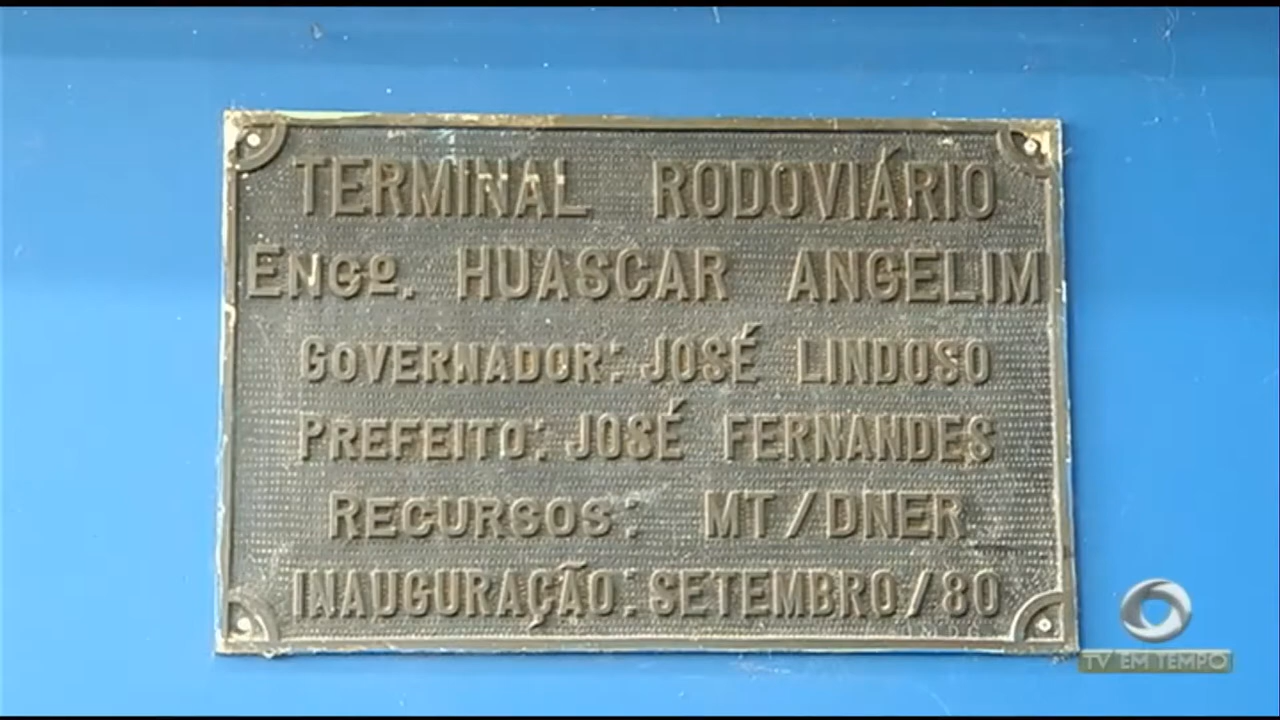 TERMINAL RODOVIÁRIO
ENGº. HUASCAR ANGELIM
GOVERNADOR: JOSÉ LINDOSO
PREFEITO: JOSÉ FERNANDES
RECURSOS: MT/DNER
INAUGURAÇÃO: SETEMBRO/80
TV EM TEMPO